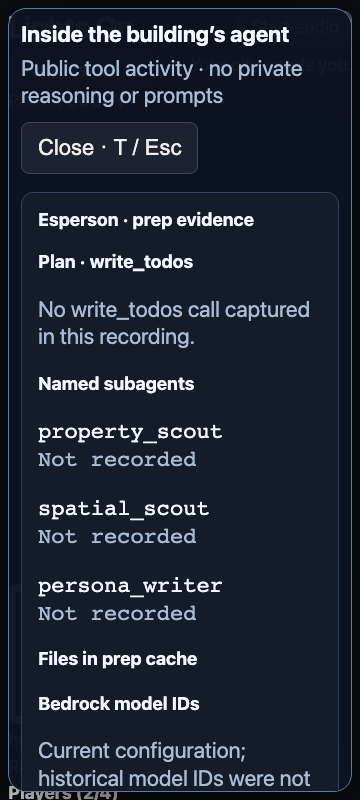 Inside the building’s agent
Public tool activity · no private
reasoning or prompts
Close · T / Esc
Esperson · prep evidence
Plan · write_todos
No write_todos call captured
in this recording.
Named subagents
property_scout
Not recorded
spatial_scout
Not recorded
persona_writer
Not recorded
Files in prep cache
Bedrock model IDs
Current configuration;
historical model IDs were not
Players (2/4)